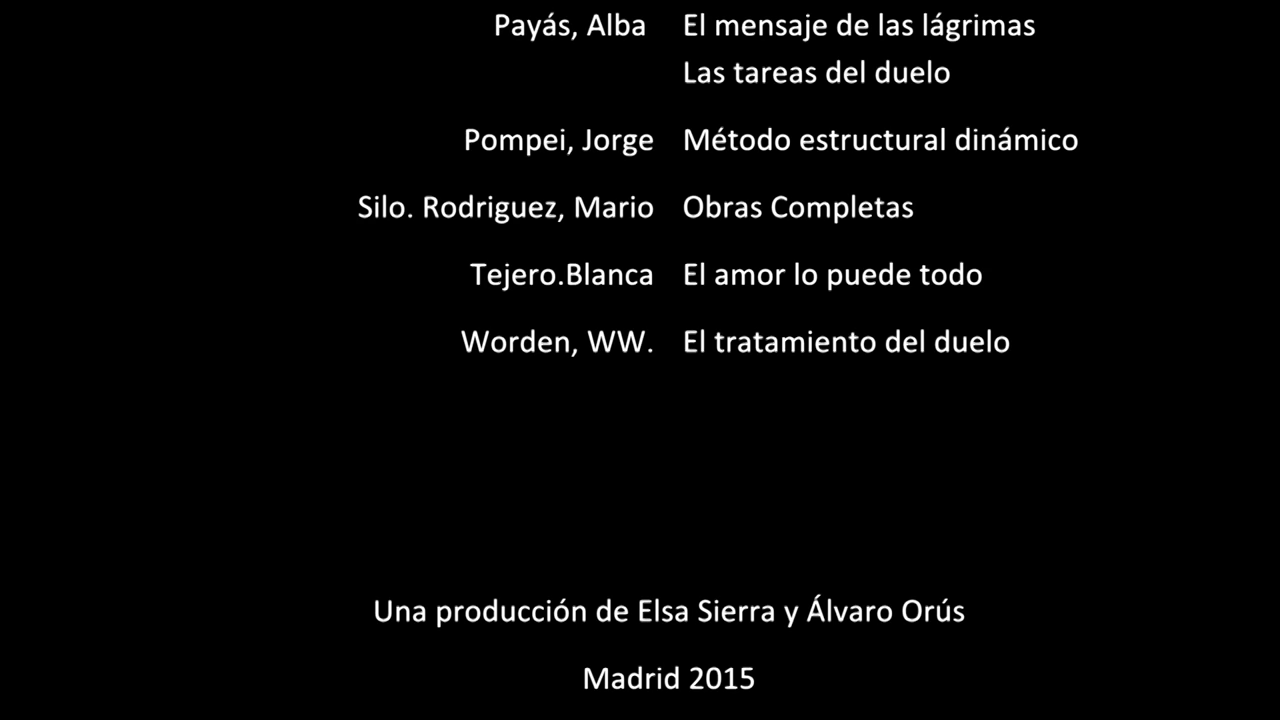 Payás, Alba El mensaje de las lágrimas
Las tareas del duelo
Pompei, Jorge Método estructural dinámico
Silo. Rodriguez, Mario Obras Completas
Tejero.Blanca El amor lo puede todo
Worden, WW. El tratamiento del duelo
Una producción de Elsa Sierra y Álvaro Orús
Madrid 2015